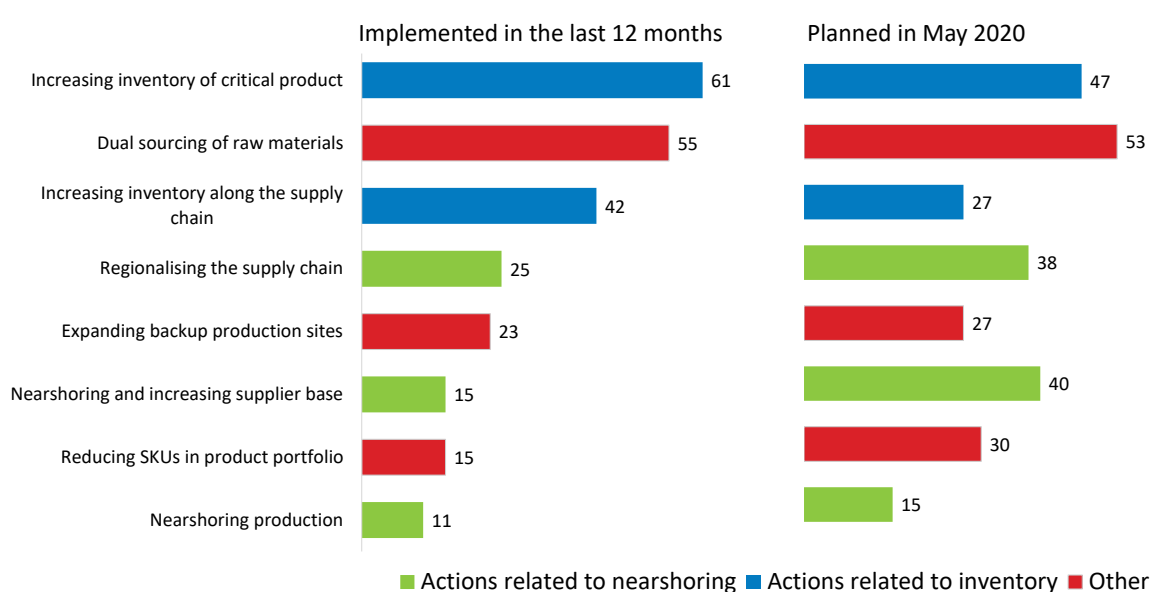 Implemented in the last 12 months
Planned in May 2020
Increasing inventory of critical product
61
47
Dual sourcing of raw materials
55
53
Increasing inventory along the supply
chain
42
27
Regionalising the supply chain
25
38
Expanding backup production sites
23
27
Nearshoring and increasing supplier base
15
40
Reducing SKUs in product portfolio
15
30
Nearshoring production
11
15
Actions related to nearshoring
Actions related to inventory
Other